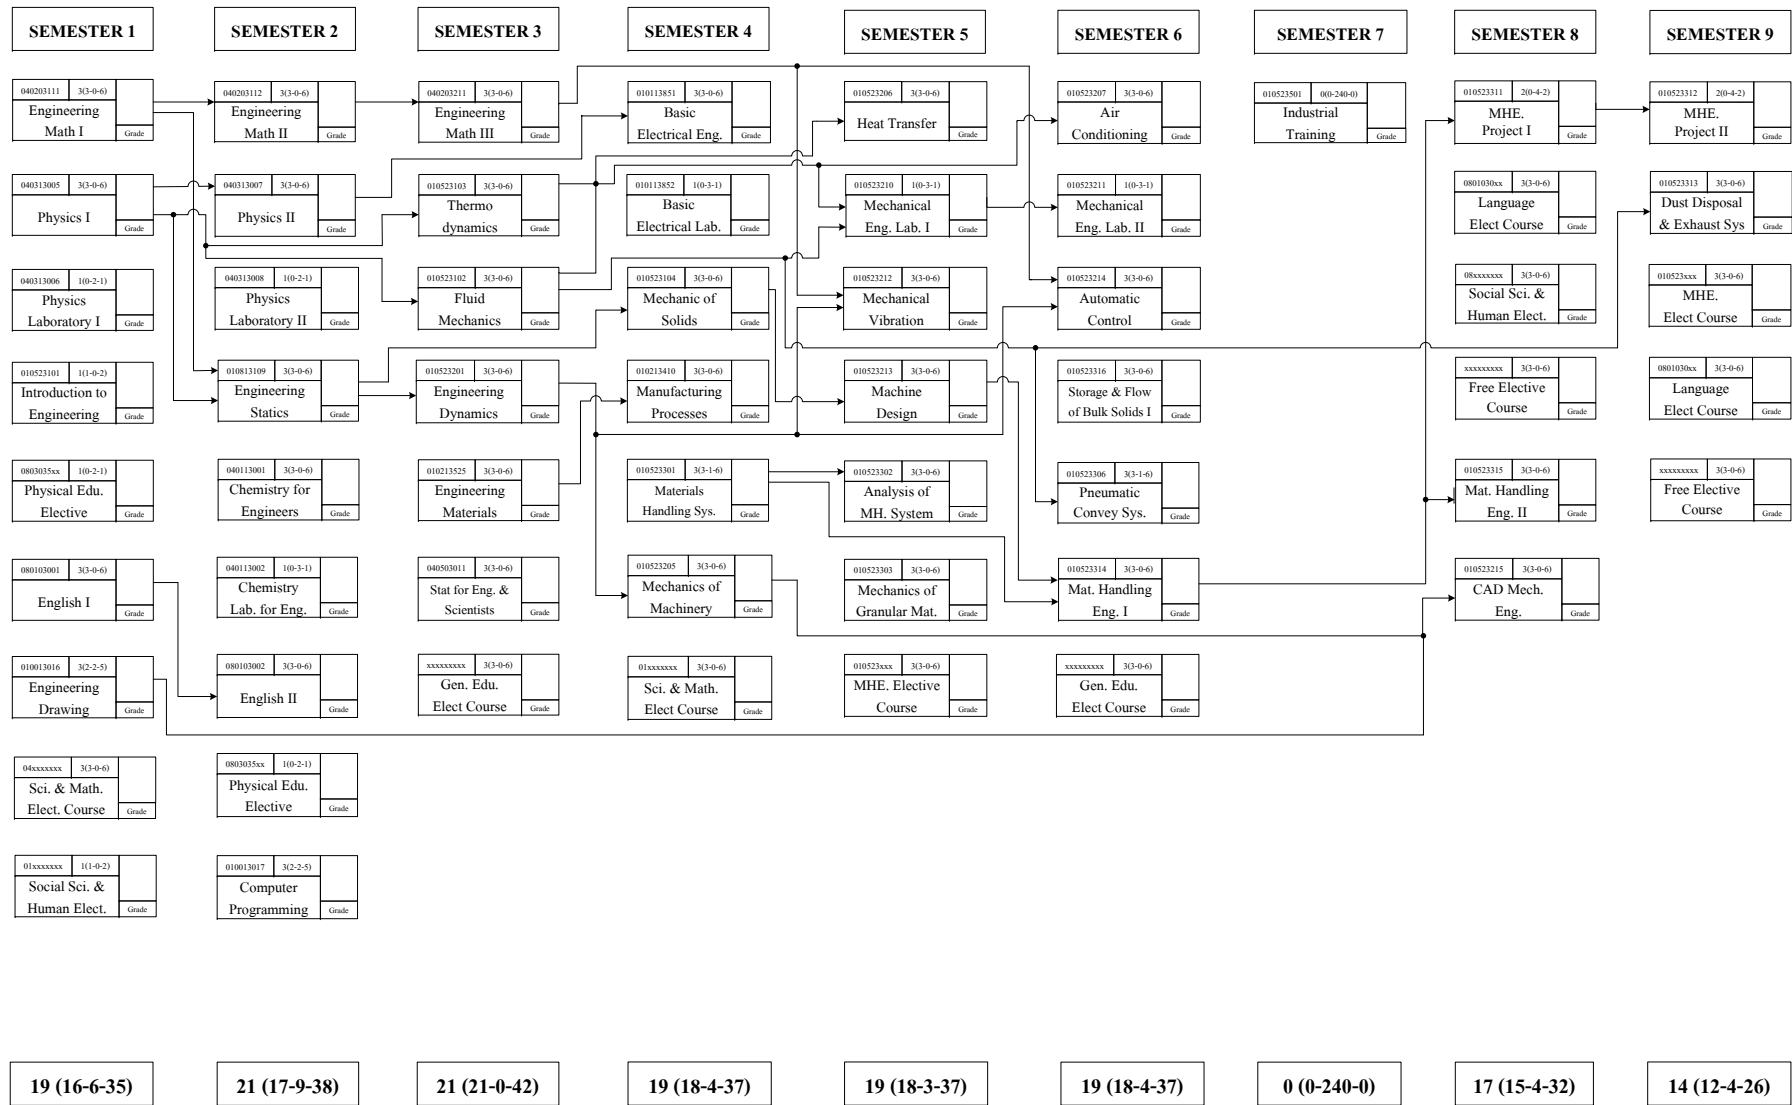 SEMESTER 1
SEMESTER 2
SEMESTER 3
SEMESTER 4
SEMESTER 5
SEMESTER 6
SEMESTER 7
SEMESTER 8
SEMESTER 9
040203111 3(3-0-6)
Engineering
Math I
Grade
040203112 3(3-0-6)
Engineering
Math II
Grade
040203211 3(3-0-6)
Engineering
Math III
Grade
010113851 3(3-0-6)
Basic
Electrical Eng.
Grade
010523206 3(3-0-6)
Heat Transfer
Grade
010523207 3(3-0-6)
Air
Conditioning
Grade
010523501 0(0-240-0)
Industrial
Training
Grade
010523311 2(0-4-2)
MHE.
Project I
Grade
010523312 2(0-4-2)
MHE.
Project II
Grade
040313005 3(3-0-6)
Physics I
Grade
040313007 3(3-0-6)
Physics II
Grade
010523103 3(3-0-6)
Thermo
dynamics
Grade
010113852 1(0-3-1)
Basic
Electrical Lab.
Grade
010523210 1(0-3-1)
Mechanical
Eng. Lab. I
Grade
010523211 1(0-3-1)
Mechanical
Eng. Lab. II
Grade
0801030xx 3(3-0-6)
Language
Elect Course
Grade
010523313 3(3-0-6)
Dust Disposal
& Exhaust Sys
Grade
040313006 1(0-2-1)
Physics
Laboratory I
Grade
040313008 1(0-2-1)
Physics
Laboratory II
Grade
010523102 3(3-0-6)
Fluid
Mechanics
Grade
010523104 3(3-0-6)
Mechanic of
Solids
Grade
010523212 3(3-0-6)
Mechanical
Vibration
Grade
010523214 3(3-0-6)
Automatic
Control
Grade
08xxxxxxx 3(3-0-6)
Social Sci. &
Human Elect.
Grade
010523xxx 3(3-0-6)
MHE.
Elect Course
Grade
010523101 1(1-0-2)
Introduction to
Engineering
Grade
010813109 3(3-0-6)
Engineering
Statics
Grade
010523201 3(3-0-6)
Engineering
Dynamics
Grade
010213410 3(3-0-6)
Manufacturing
Processes
Grade
010523213 3(3-0-6)
Machine
Design
Grade
010523316 3(3-0-6)
Storage & Flow
of Bulk Solids I
Grade
xxxxxxxxx 3(3-0-6)
Free Elective
Course
Grade
0801030xx 3(3-0-6)
Language
Elect Course
Grade
0803035xx 1(0-2-1)
Physical Edu.
Elective
Grade
040113001 3(3-0-6)
Chemistry for
Engineers
Grade
010213525 3(3-0-6)
Engineering
Materials
Grade
010523301 3(3-1-6)
Materials
Handling Sys.
Grade
010523302 3(3-0-6)
Analysis of
MH. System
Grade
010523306 3(3-1-6)
Pneumatic
Convey Sys.
Grade
010523315 3(3-0-6)
Mat. Handling
Eng. II
Grade
xxxxxxxxx 3(3-0-6)
Free Elective
Course
Grade
080103001 3(3-0-6)
English I
Grade
040113002 1(0-3-1)
Chemistry
Lab. for Eng.
Grade
040503011 3(3-0-6)
Stat for Eng. &
Scientists
Grade
010523205 3(3-0-6)
Mechanics of
Machinery
Grade
010523303 3(3-0-6)
Mechanics of
Granular Mat.
Grade
010523314 3(3-0-6)
Mat. Handling
Eng. I
Grade
010523215 3(3-0-6)
CAD Mech.
Eng.
Grade
010013016 3(2-2-5)
Engineering
Drawing
Grade
080103002 3(3-0-6)
English II
Grade
xxxxxxxxx 3(3-0-6)
Gen. Edu.
Elect Course
Grade
01xxxxxxx 3(3-0-6)
Sci. & Math.
Elect Course
Grade
010523xxx 3(3-0-6)
MHE. Elective
Course
Grade
xxxxxxxxx 3(3-0-6)
Gen. Edu.
Elect Course
Grade
04xxxxxxx 3(3-0-6)
Sci. & Math.
Elect. Course
Grade
0803035xx 1(0-2-1)
Physical Edu.
Elective
Grade
01xxxxxxx 1(1-0-2)
Social Sci. &
Human Elect.
Grade
010013017 3(2-2-5)
Computer
Programming
Grade
19 (16-6-35)
21 (17-9-38)
21 (21-0-42)
19 (18-4-37)
19 (18-3-37)
19 (18-4-37)
0 (0-240-0)
17 (15-4-32)
14 (12-4-26)